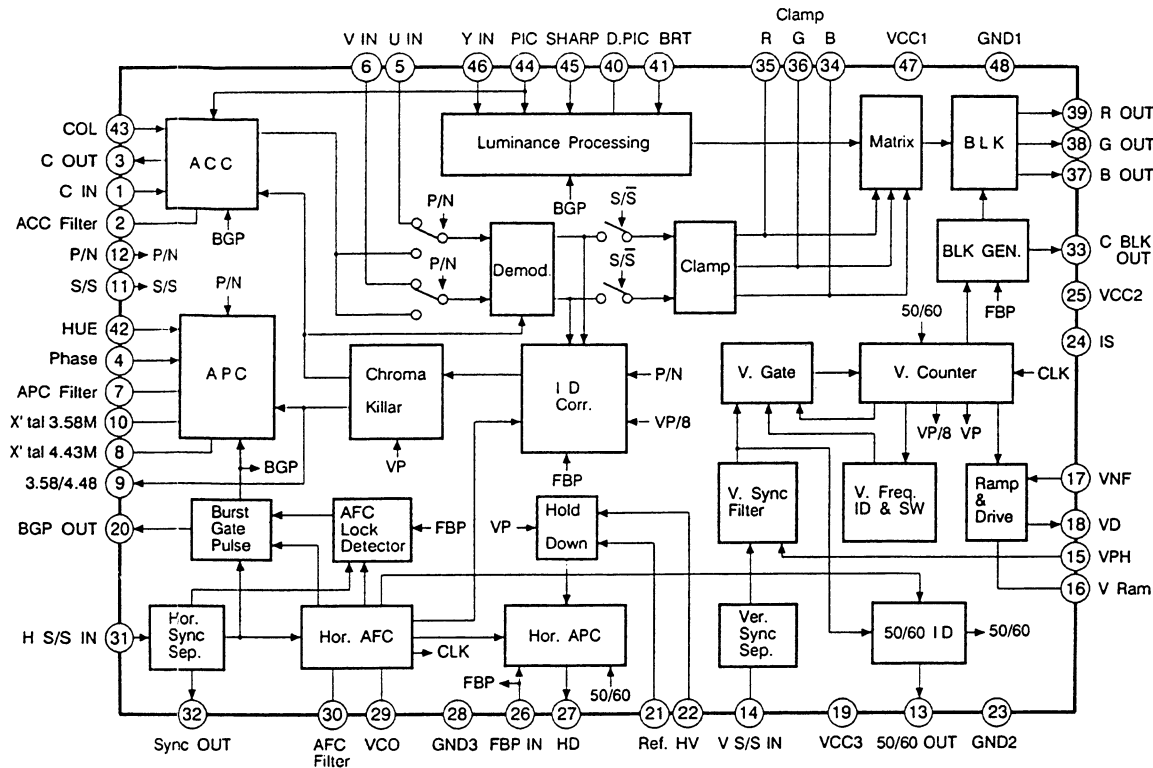 Clamp
V IN U IN Y IN PIC SHARP D.PIC BRT R G B VCC1 GND1
6 5 46 44 45 40 41 35 36 34 47 48
COL 43
C OUT 3
C IN 1
ACC Filter 2
P/N 12 P/N
S/S 11 S/S
HUE 42
Phase 4
APC Filter 7
X' tal 3.58M 10
X' tal 4.43M 8
3.58/4.48 9
BGP OUT 20
H S/S IN 31
ACC
BGP
Luminance Processing
BGP
Matrix
BLK
39 R OUT
38 G OUT
37 B OUT
P/N
P/N
Demod.
S/S̅
S/S̅
Clamp
BLK GEN.
FBP
33 C BLK
OUT
25 VCC2
24 IS
P/N
APC
BGP
Chroma
Killar
VP
ID
Corr.
P/N
VP/8
FBP
50/60
V. Gate
V. Counter
CLK
VP/8 VP
V. Sync
Filter
V. Freq.
ID & SW
Ramp
&
Drive
17 VNF
18 VD
15 VPH
16 V Ram
Burst
Gate
Pulse
AFC
Lock
Detector
FBP
VP
Hold
Down
Hor.
Sync
Sep.
Hor. AFC
CLK
Hor. APC
FBP
50/60
Ver.
Sync
Sep.
50/60 ID
50/60
32 30 29 28 26 27 21 22 14 19 13 23
Sync OUT AFC
Filter VCO GND3 FBP IN HD Ref. HV V S/S IN VCC3 50/60 OUT GND2